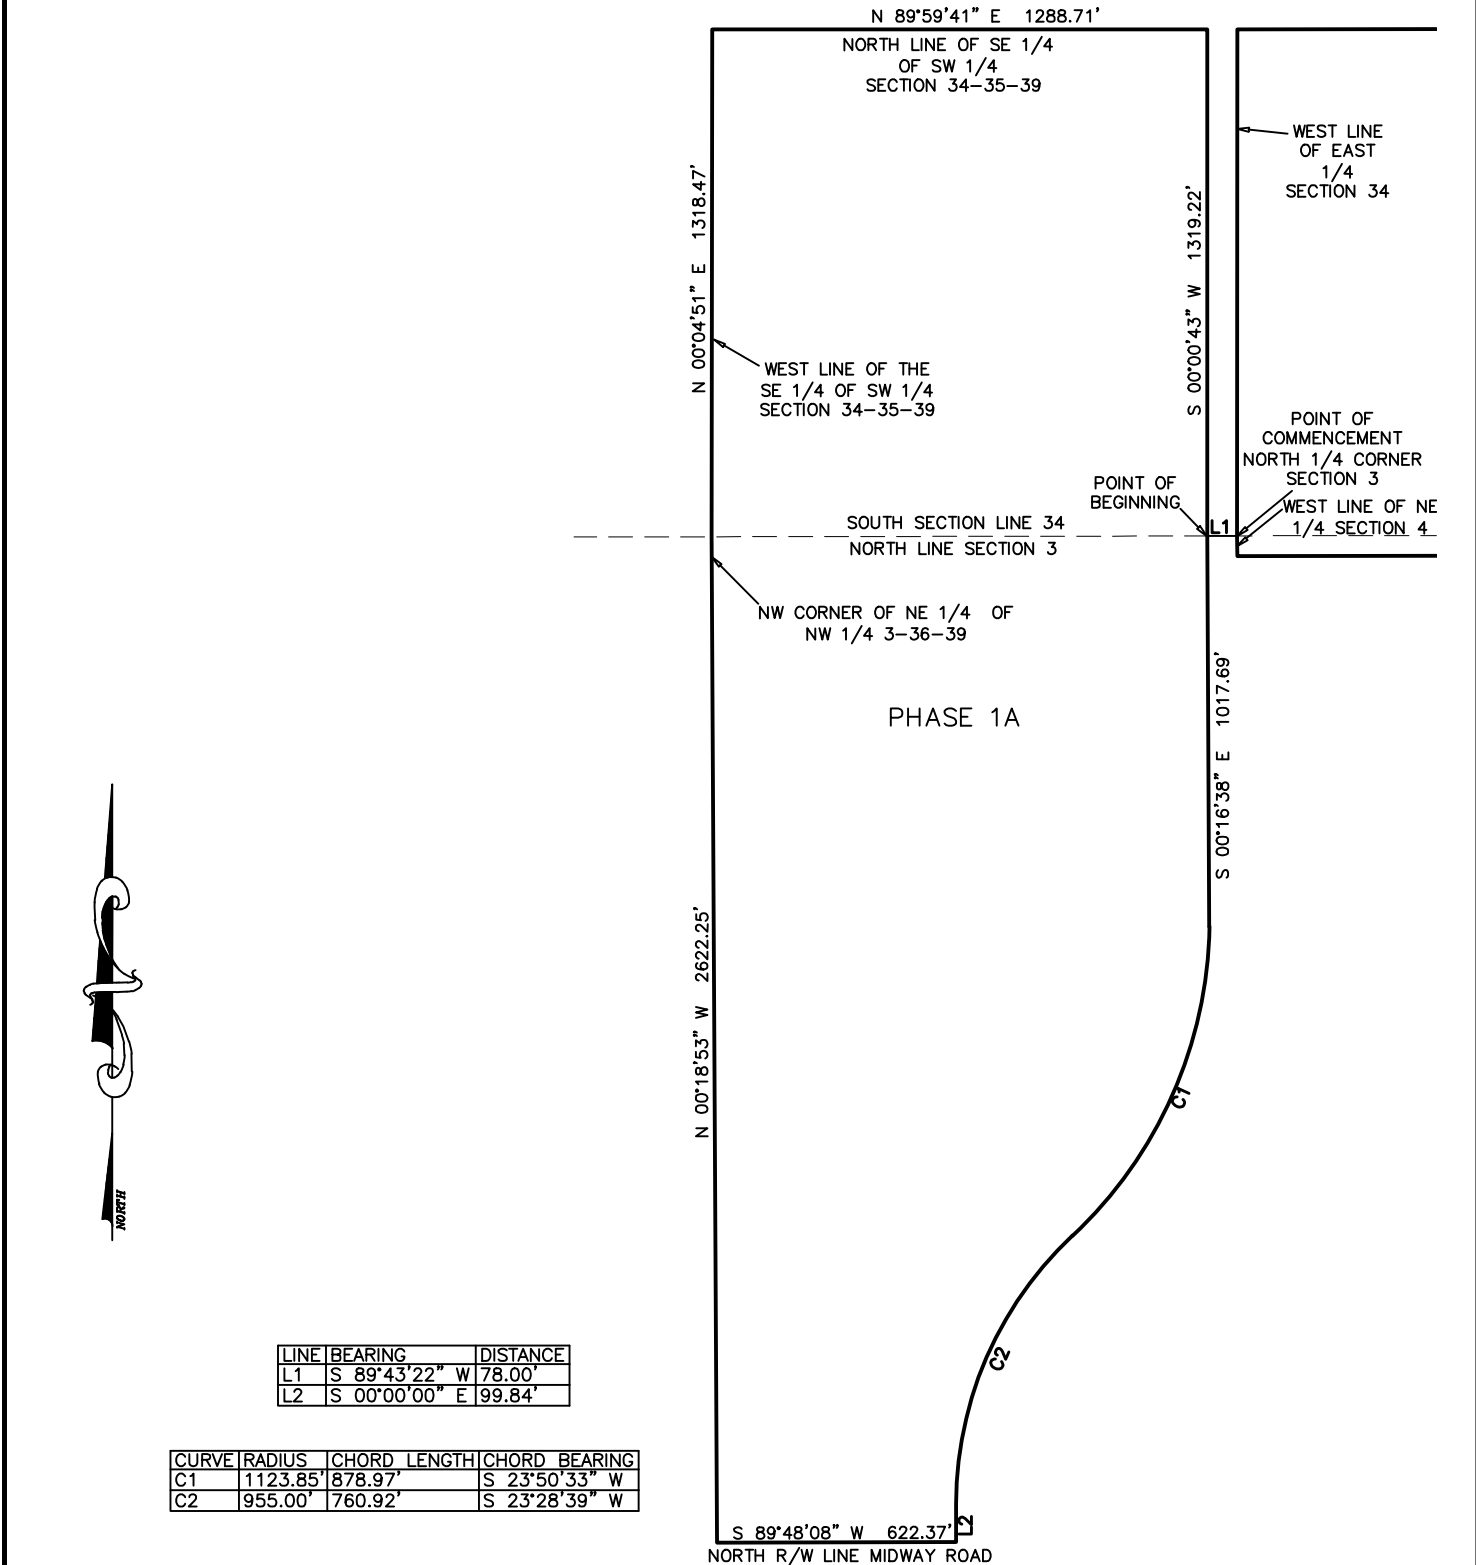 N 89°59'41" E 1288.71'
NORTH LINE OF SE 1/4
OF SW 1/4
SECTION 34-35-39
WEST LINE
OF EAST
1/4
SECTION 34
N 00°04'51" E 1318.47'
S 00°00'43" W 1319.22'
WEST LINE OF THE
SE 1/4 OF SW 1/4
SECTION 34-35-39
POINT OF
COMMENCEMENT
NORTH 1/4 CORNER
SECTION 3
POINT OF
BEGINNING
L1
WEST LINE OF NE
1/4 SECTION 4
SOUTH SECTION LINE 34
NORTH LINE SECTION 3
NW CORNER OF NE 1/4 OF
NW 1/4 3-36-39
PHASE 1A
S 00°16'38" E 1017.69'
N 00°18'53" W 2622.25'
C1
NORTH
C2
LINE BEARING DISTANCE
L1 S 89°43'22" W 78.00'
L2 S 00°00'00" E 99.84'
CURVE RADIUS CHORD LENGTH CHORD BEARING
C1 1123.85' 878.97' S 23°50'33" W
C2 955.00' 760.92' S 23°28'39" W
L2
S 89°48'08" W 622.37'
NORTH R/W LINE MIDWAY ROAD